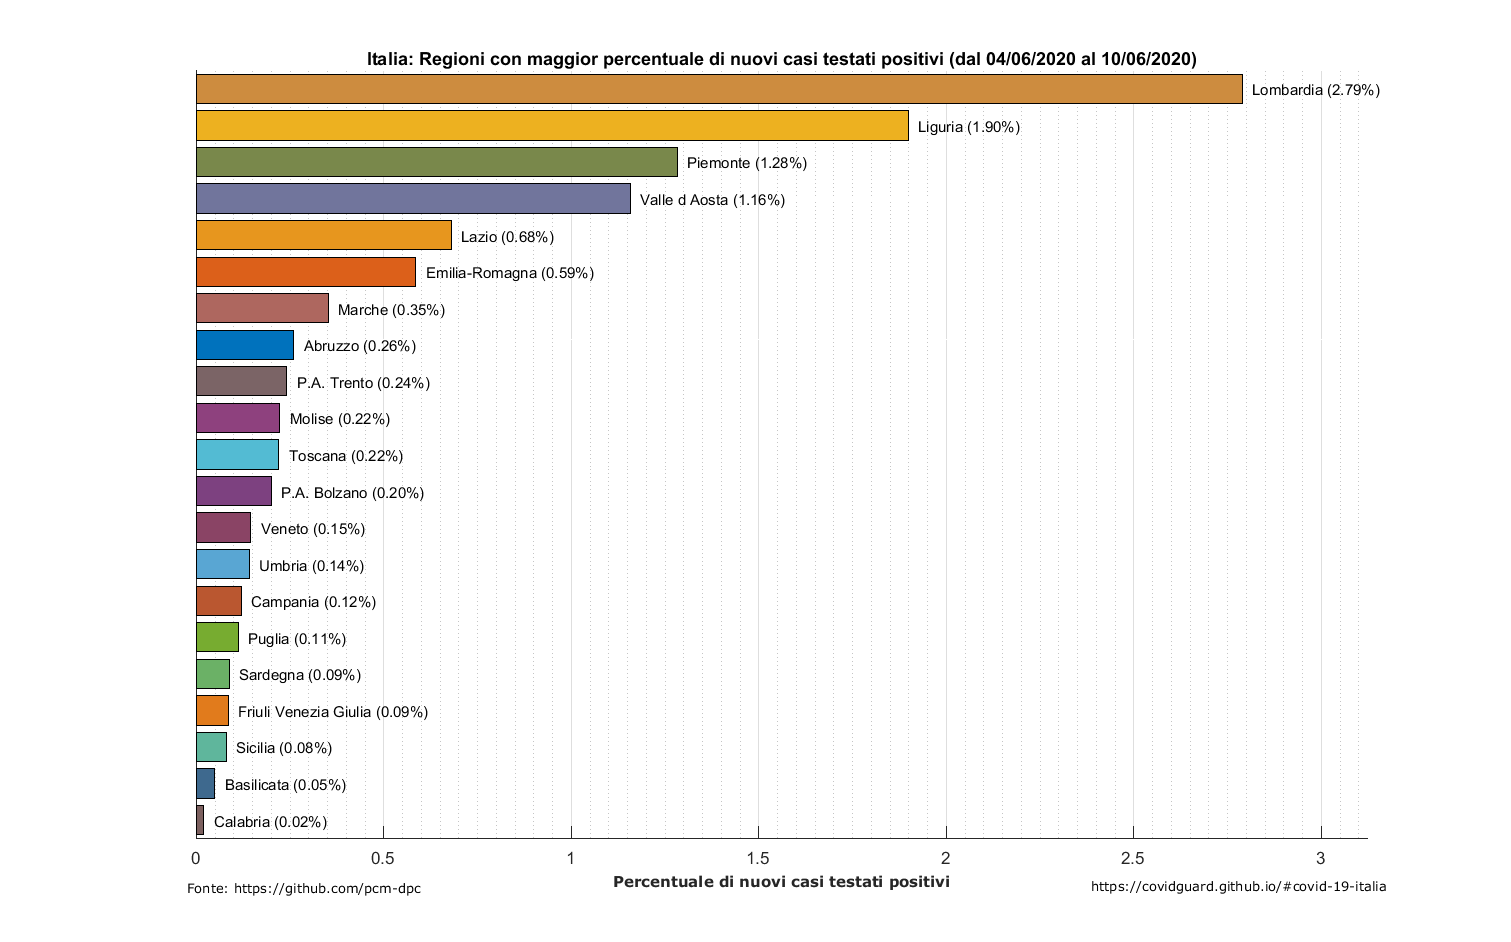 Italia: Regioni con maggior percentuale di nuovi casi testati positivi (dal 04/06/2020 al 10/06/2020)
Lombardia (2.79%)
Liguria (1.90%)
Piemonte (1.28%)
Valle d Aosta (1.16%)
Lazio (0.68%)
Emilia-Romagna (0.59%)
Marche (0.35%)
Abruzzo (0.26%)
P.A. Trento (0.24%)
Molise (0.22%)
Toscana (0.22%)
P.A. Bolzano (0.20%)
Veneto (0.15%)
Umbria (0.14%)
Campania (0.12%)
Puglia (0.11%)
Sardegna (0.09%)
Friuli Venezia Giulia (0.09%)
Sicilia (0.08%)
Basilicata (0.05%)
Calabria (0.02%)
0 0.5 1 1.5 2 2.5 3
Percentuale di nuovi casi testati positivi
Fonte: https://github.com/pcm-dpc
https://covidguard.github.io/#covid-19-italia